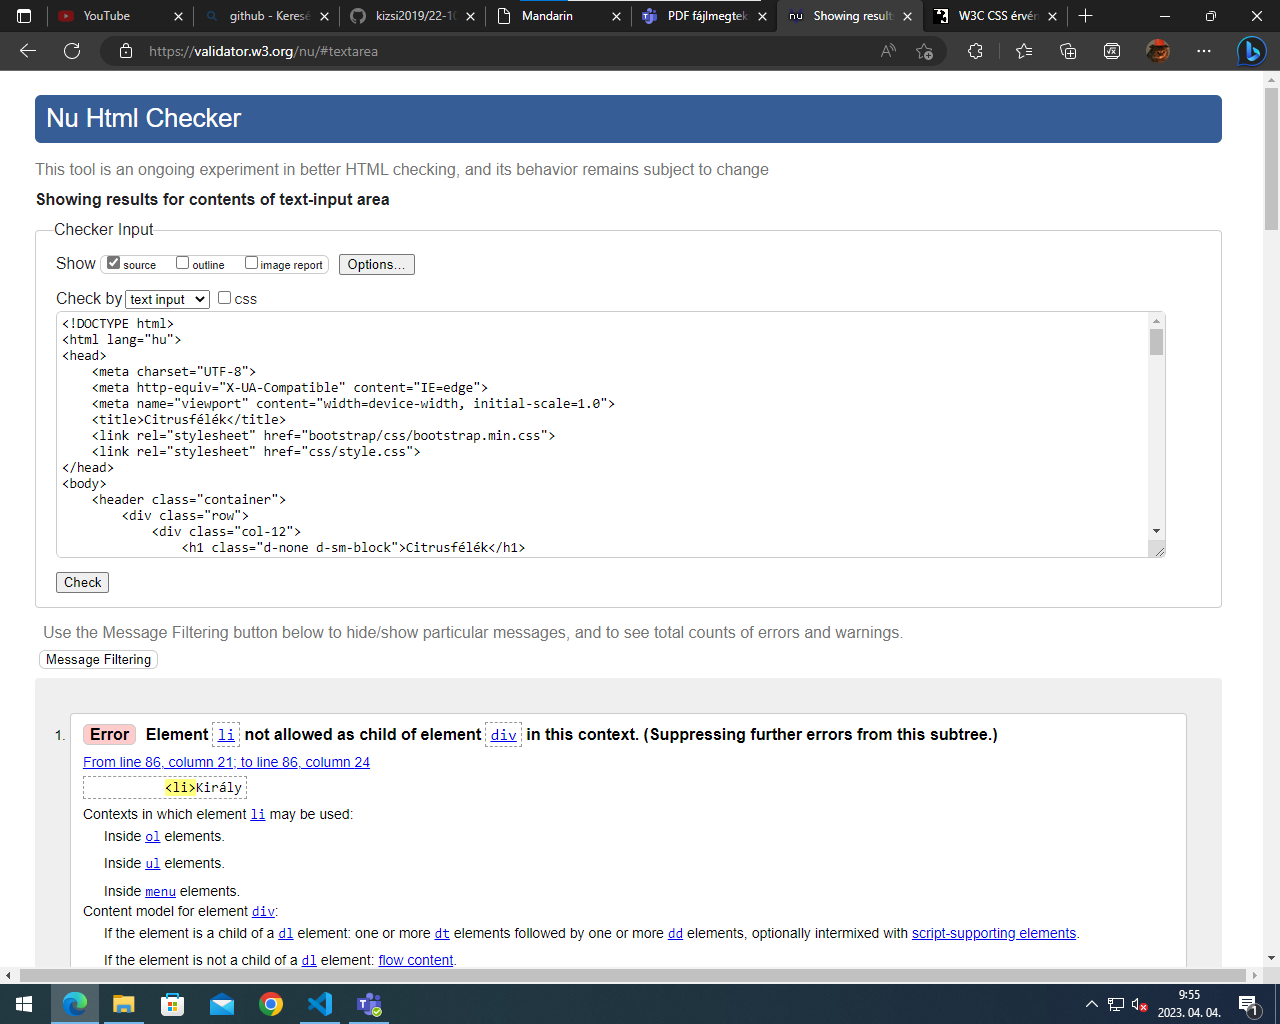 YouTube
github - Keresé
kizsi2019/22-10
Mandarin
PDF fájlmegtek
nu
Showing result
W3C CSS érvén
https://validator.w3.org/nu/#textarea
Nu Html Checker
This tool is an ongoing experiment in better HTML checking, and its behavior remains subject to change
Showing results for contents of text-input area
Checker Input
Show source outline image report Options...
Check by text input css
<!DOCTYPE html>
<html lang="hu">
<head>
<meta charset="UTF-8">
<meta http-equiv="X-UA-Compatible" content="IE=edge">
<meta name="viewport" content="width=device-width, initial-scale=1.0">
<title>Citrusfélék</title>
<link rel="stylesheet" href="bootstrap/css/bootstrap.min.css">
<link rel="stylesheet" href="css/style.css">
</head>
<body>
<header class="container">
<div class="row">
<div class="col-12">
<h1 class="d-none d-sm-block">Citrusfélék</h1>
Check
Use the Message Filtering button below to hide/show particular messages, and to see total counts of errors and warnings.
Message Filtering
1. Error Element li not allowed as child of element div in this context. (Suppressing further errors from this subtree.)
From line 86, column 21; to line 86, column 24
<li>Király
Contexts in which element li may be used:
Inside ol elements.
Inside ul elements.
Inside menu elements.
Content model for element div:
If the element is a child of a dl element: one or more dt elements followed by one or more dd elements, optionally intermixed with script-supporting elements.
If the element is not a child of a dl element: flow content.
9:55
2023. 04. 04.
1